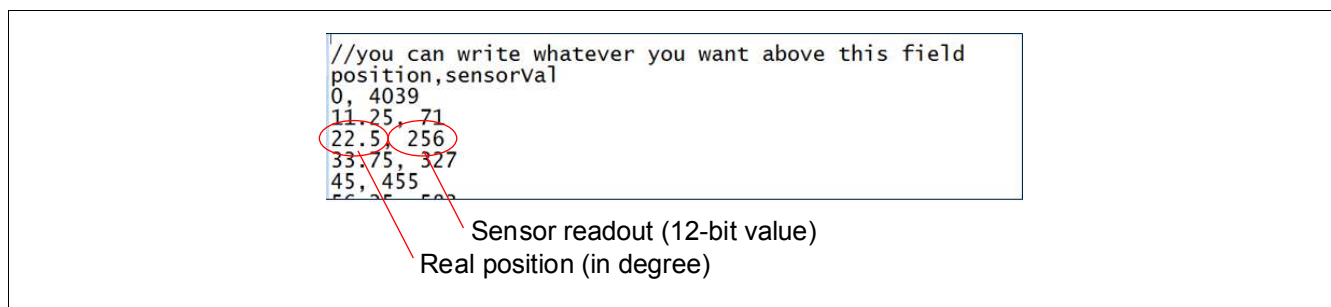 //you can write whatever you want above this field
position,sensorVal
0, 4039
11.25, 71
22.5, 256
33.75, 327
45, 455
Sensor readout (12-bit value)
Real position (in degree)